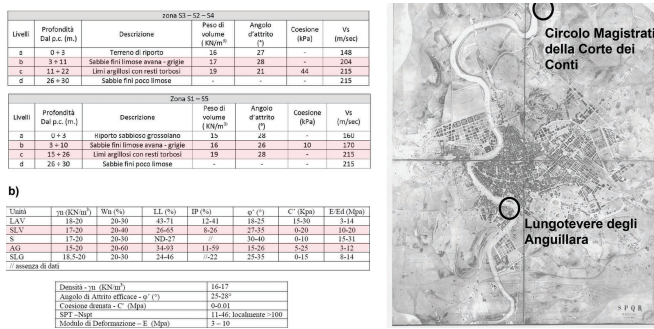 zona S3 – S2 – S4
Livelli Profondità Dal p.c. (m.) Descrizione Peso di volume ( KN/m³) Angolo d'attrito (°) Coesione (kPa) Vs (m/sec)
a 0 ÷ 3 Terreno di riporto 16 27 - 148
b 3 ÷ 11 Sabbie fini limose avana - grigie 17 28 - 204
c 11 ÷ 22 Limi argillosi con resti torbosi 19 21 44 215
d 26 ÷ 30 Sabbie fini poco limose - - - 215
Zona S1 – S5
Livelli Profondità Dal p.c. (m.) Descrizione Peso di volume ( KN/m³) Angolo d'attrito (°) Coesione (kPa) Vs (m/sec)
a 0 ÷ 3 Riporto sabbioso grossolano 15 28 - 160
b 3 ÷ 10 Sabbie fini limose avana - grigie 16 26 10 170
c 15 ÷ 26 Limi argillosi con resti torbosi 19 28 - 215
d 26 ÷ 30 Sabbie fini poco limose - - - 215
b)
Unità γn (KN/m³) Wn (%) LL (%) IP (%) φ' (°) C' (Kpa) E/Ed (Mpa)
LAV 18-20 20-30 43-71 12-41 18-25 15-30 3-14
SLV 17-20 20-40 26-65 8-26 27-35 0-20 10-20
S 17-20 20-30 ND-27 // 30-40 0-10 15-31
AG 15-20 20-60 34-93 11-59 15-26 5-25 3-12
SLG 18,5-20 20-30 24-46 //-22 25-35 0-15 8-14
// assenza di dati
Densità - γn (KN/m³) 16-17
Angolo di Attrito efficace - φ' (°) 25-28°
Coesione drenata - C' (Mpa) 0-0.01
SPT –Nspt 11-46; localmente >100
Modulo di Deformazione – E (Mpa) 3 – 10
Circolo Magistrati
della Corte dei
Conti
Lungotevere degli
Anguillara
S P Q R